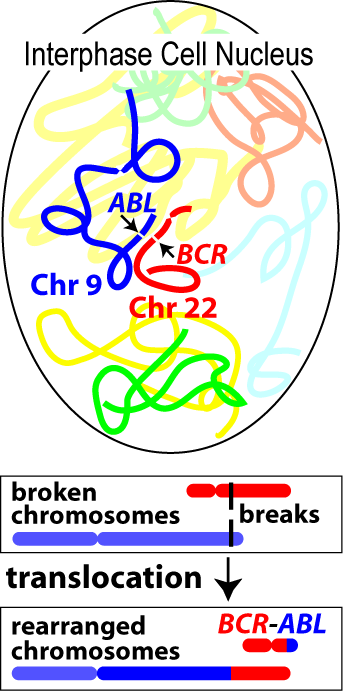 Interphase Cell Nucleus
ABL
BCR
Chr 9
Chr 22
broken
chromosomes
breaks
translocation
BCR-ABL
rearranged
chromosomes